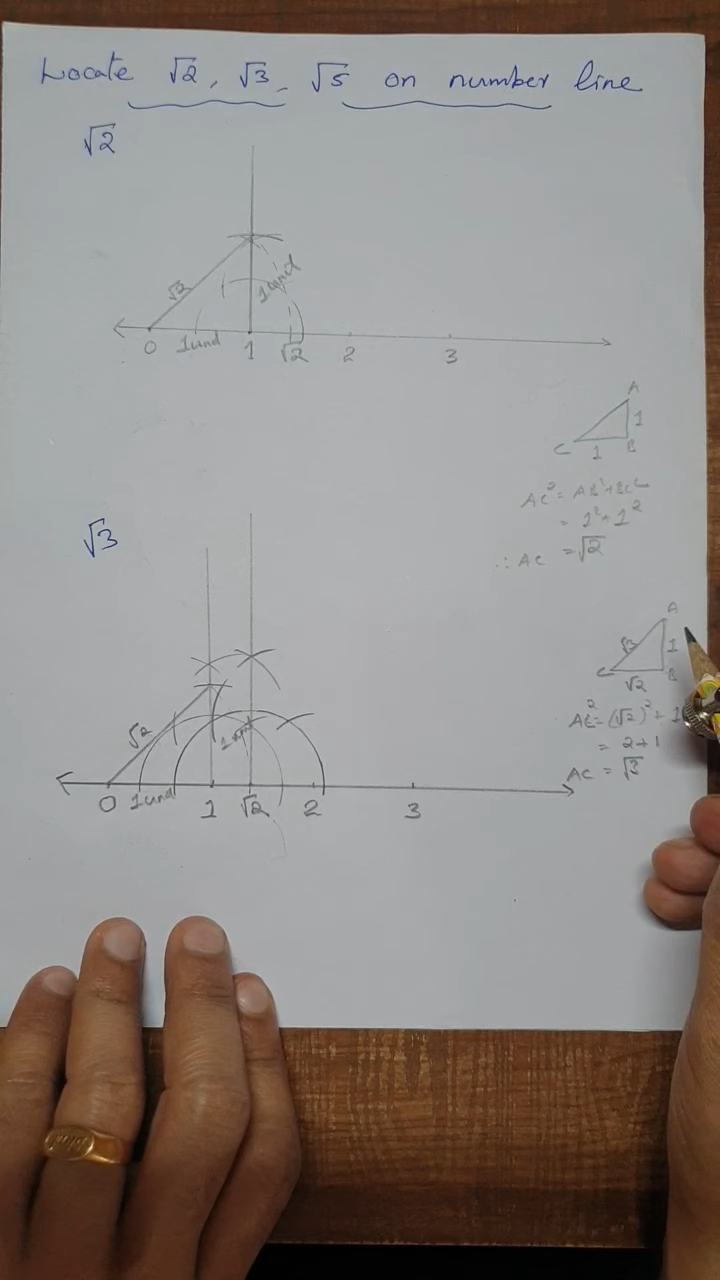 Locate √2, √3, √5 on number line
√2
√2
1 unit
0 1 unit 1 √2 2 3
A
1
C 1 B
AC² = AB² + BC²
= 1² + 1²
∴ AC = √2
√3
A
√3 1
C √2 B
AC² = (√2)² + 1
= 2+1
AC = √3
√2
1 unit
0 1 unit 1 √2 2 3